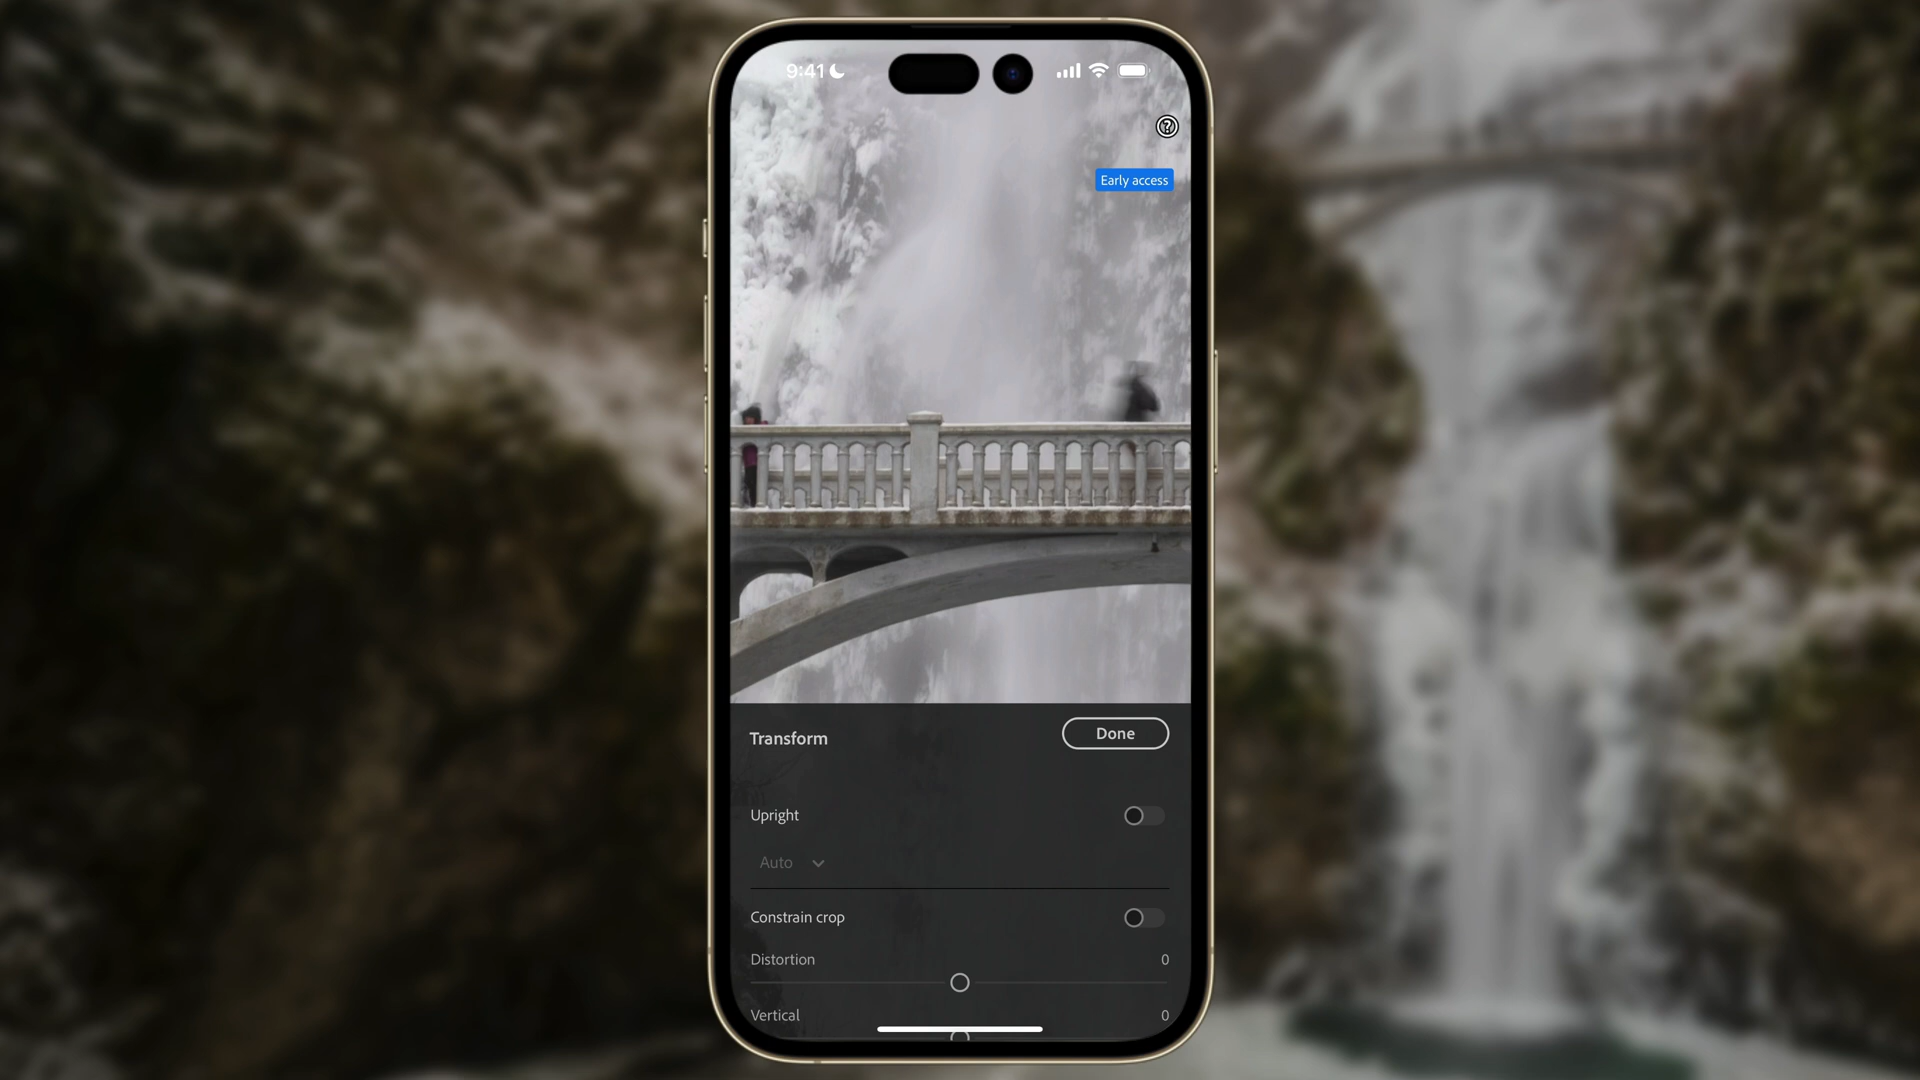 9:41
?
Early access
Transform
Done
Upright
Auto
Constrain crop
Distortion 0
Vertical 0